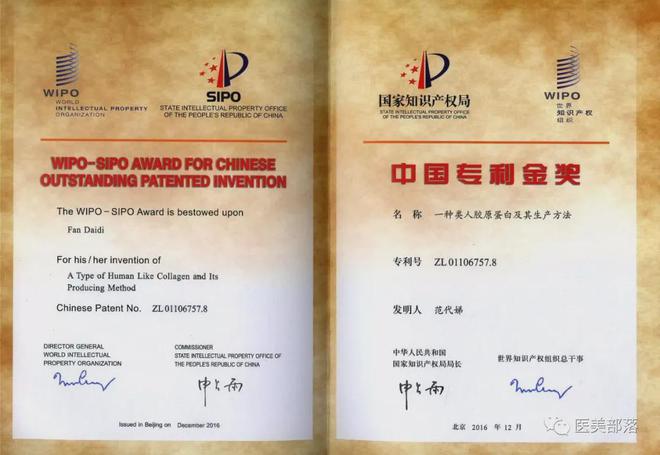 WIPO
WORLD
INTELLECTUAL PROPERTY
ORGANIZATION
SIPO
STATE INTELLECTUAL PROPERTY OFFICE
OF THE PEOPLE'S REPUBLIC OF CHINA
WIPO-SIPO AWARD FOR CHINESE
OUTSTANDING PATENTED INVENTION
The WIPO-SIPO Award is bestowed upon
Fan Daidi
For his/her invention of
A Type of Human Like Collagen and Its
Producing Method
Chinese Patent No. ZL 01106757.8
DIRECTOR GENERAL
WORLD INTELLECTUAL
PROPERTY ORGANIZATION
COMMISSIONER
STATE INTELLECTUAL PROPERTY OFFICE OF
THE PEOPLE'S REPUBLIC OF CHINA
Issued in Beijing on December 2016
国家知识产权局
STATE INTELLECTUAL PROPERTY OFFICE
OF THE PEOPLE'S REPUBLIC OF CHINA
WIPO
世界
知识产权
组织
中国专利金奖
名称 一种类人胶原蛋白及其生产方法
专利号 ZL 01106757.8
发明人 范代娣
中华人民共和国
国家知识产权局局长
世界知识产权组织总干事
申长雨
北京 2016 年 12 月
医美部落